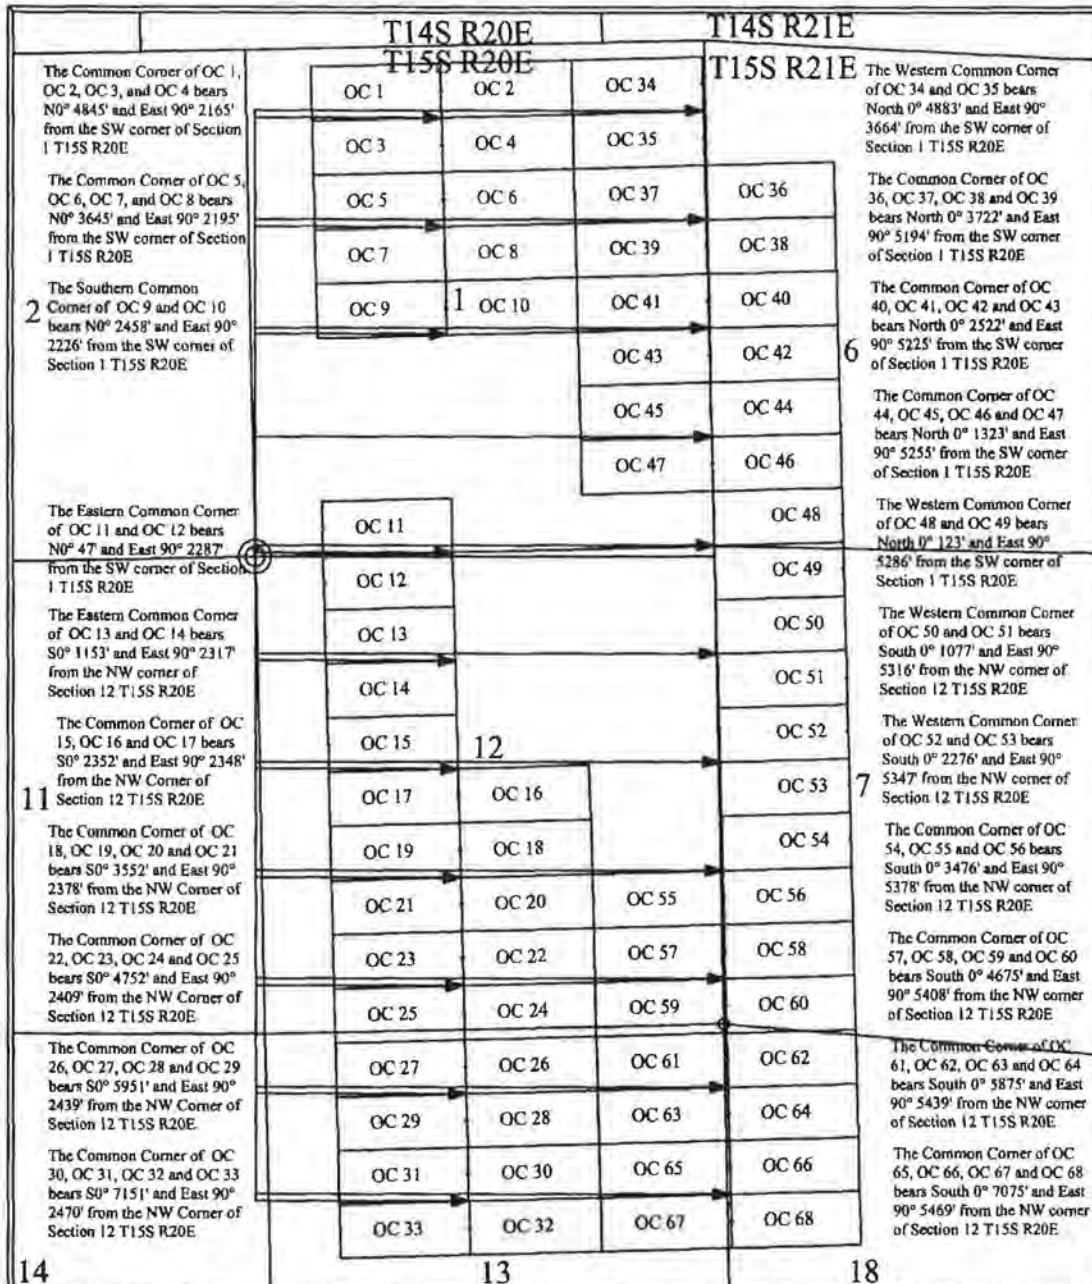 T14S R20E
T14S R21E
T15S R20E
T15S R21E
The Common Corner of OC 1,
OC 2, OC 3, and OC 4 bears
N0° 4845' and East 90° 2165'
from the SW corner of Section
1 T15S R20E
The Common Corner of OC 5,
OC 6, OC 7, and OC 8 bears
N0° 3645' and East 90° 2195'
from the SW corner of Section
1 T15S R20E
The Southern Common
Corner of OC 9 and OC 10
bears N0° 2458' and East 90°
2226' from the SW corner of
Section 1 T15S R20E
2
The Eastern Common Corner
of OC 11 and OC 12 bears
N0° 47' and East 90° 2287'
from the SW corner of Section
1 T15S R20E
The Eastern Common Corner
of OC 13 and OC 14 bears
S0° 1153' and East 90° 2317'
from the NW corner of
Section 12 T15S R20E
The Common Corner of OC
15, OC 16 and OC 17 bears
S0° 2352' and East 90° 2348'
from the NW Corner of
Section 12 T15S R20E
11
The Common Corner of OC
18, OC 19, OC 20 and OC 21
bears S0° 3552' and East 90°
2378' from the NW Corner of
Section 12 T15S R20E
The Common Corner of OC
22, OC 23, OC 24 and OC 25
bears S0° 4752' and East 90°
2409' from the NW Corner of
Section 12 T15S R20E
The Common Corner of OC
26, OC 27, OC 28 and OC 29
bears S0° 5951' and East 90°
2439' from the NW Corner of
Section 12 T15S R20E
The Common Corner of OC
30, OC 31, OC 32 and OC 33
bears S0° 7151' and East 90°
2470' from the NW Corner of
Section 12 T15S R20E
14
OC 1 OC 2 OC 34
OC 3 OC 4 OC 35
OC 5 OC 6 OC 37 OC 36
OC 7 OC 8 OC 39 OC 38
OC 9 1 OC 10 OC 41 OC 40
OC 43 OC 42 6
OC 45 OC 44
OC 47 OC 46
OC 11 OC 48
OC 12 OC 49
OC 13 OC 50
OC 14 OC 51
OC 15 12 OC 52
OC 17 OC 16 OC 53 7
OC 19 OC 18 OC 54
OC 21 OC 20 OC 55 OC 56
OC 23 OC 22 OC 57 OC 58
OC 25 OC 24 OC 59 OC 60
OC 27 OC 26 OC 61 OC 62
OC 29 OC 28 OC 63 OC 64
OC 31 OC 30 OC 65 OC 66
OC 33 OC 32 OC 67 OC 68
13
18
The Western Common Corner
of OC 34 and OC 35 bears
North 0° 4883' and East 90°
3664' from the SW corner of
Section 1 T15S R20E
The Common Corner of OC
36, OC 37, OC 38 and OC 39
bears North 0° 3722' and East
90° 5194' from the SW corner
of Section 1 T15S R20E
The Common Corner of OC
40, OC 41, OC 42 and OC 43
bears North 0° 2522' and East
90° 5225' from the SW corner
of Section 1 T15S R20E
The Common Corner of OC
44, OC 45, OC 46 and OC 47
bears North 0° 1323' and East
90° 5255' from the SW corner
of Section 1 T15S R20E
The Western Common Corner
of OC 48 and OC 49 bears
North 0° 123' and East 90°
5286' from the SW corner of
Section 1 T15S R20E
The Western Common Corner
of OC 50 and OC 51 bears
South 0° 1077' and East 90°
5316' from the NW corner of
Section 12 T15S R20E
The Western Common Corner
of OC 52 and OC 53 bears
South 0° 2276' and East 90°
5347' from the NW corner of
Section 12 T15S R20E
The Common Corner of OC
54, OC 55 and OC 56 bears
South 0° 3476' and East 90°
5378' from the NW corner of
Section 12 T15S R20E
The Common Corner of OC
57, OC 58, OC 59 and OC 60
bears South 0° 4675' and East
90° 5408' from the NW corner
of Section 12 T15S R20E
The Common Corner of OC
61, OC 62, OC 63 and OC 64
bears South 0° 5875' and East
90° 5439' from the NW corner
of Section 12 T15S R20E
The Common Corner of OC
65, OC 66, OC 67 and OC 68
bears South 0° 7075' and East
90° 5469' from the NW corner
of Section 12 T15S R20E